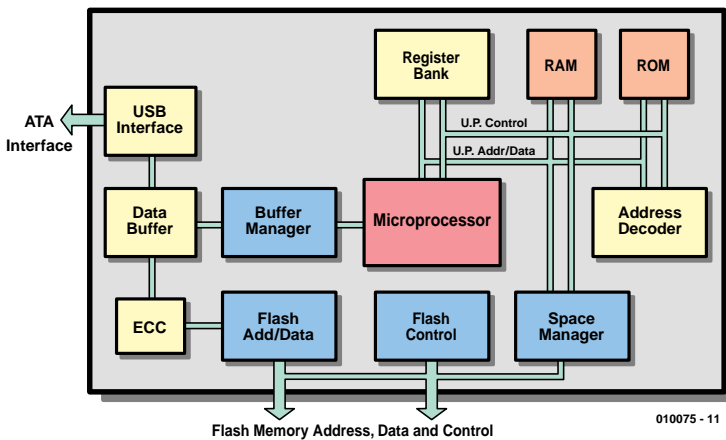 Register
Bank
RAM
ROM
USB
Interface
ATA
Interface
U.P. Control
U.P. Addr/Data
Data
Buffer
Buffer
Manager
Microprocessor
Address
Decoder
ECC
Flash
Add/Data
Flash
Control
Space
Manager
010075 - 11
Flash Memory Address, Data and Control